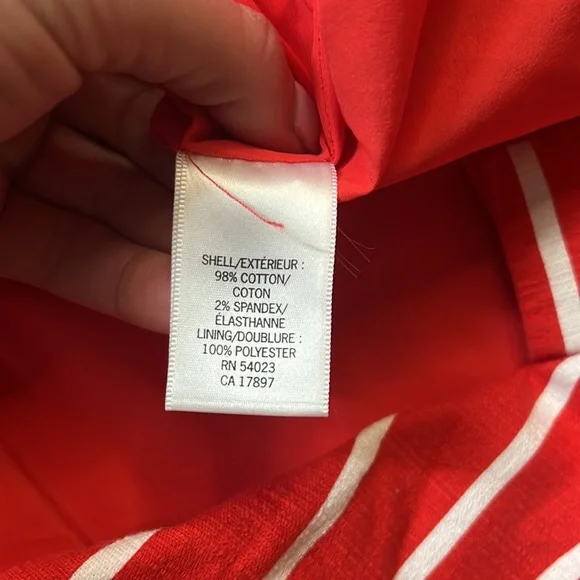 SHELL/EXTÉRIEUR :
98% COTTON/
COTON
2% SPANDEX/
ÉLASTHANNE
LINING/DOUBLURE :
100% POLYESTER
RN 54023
CA 17897